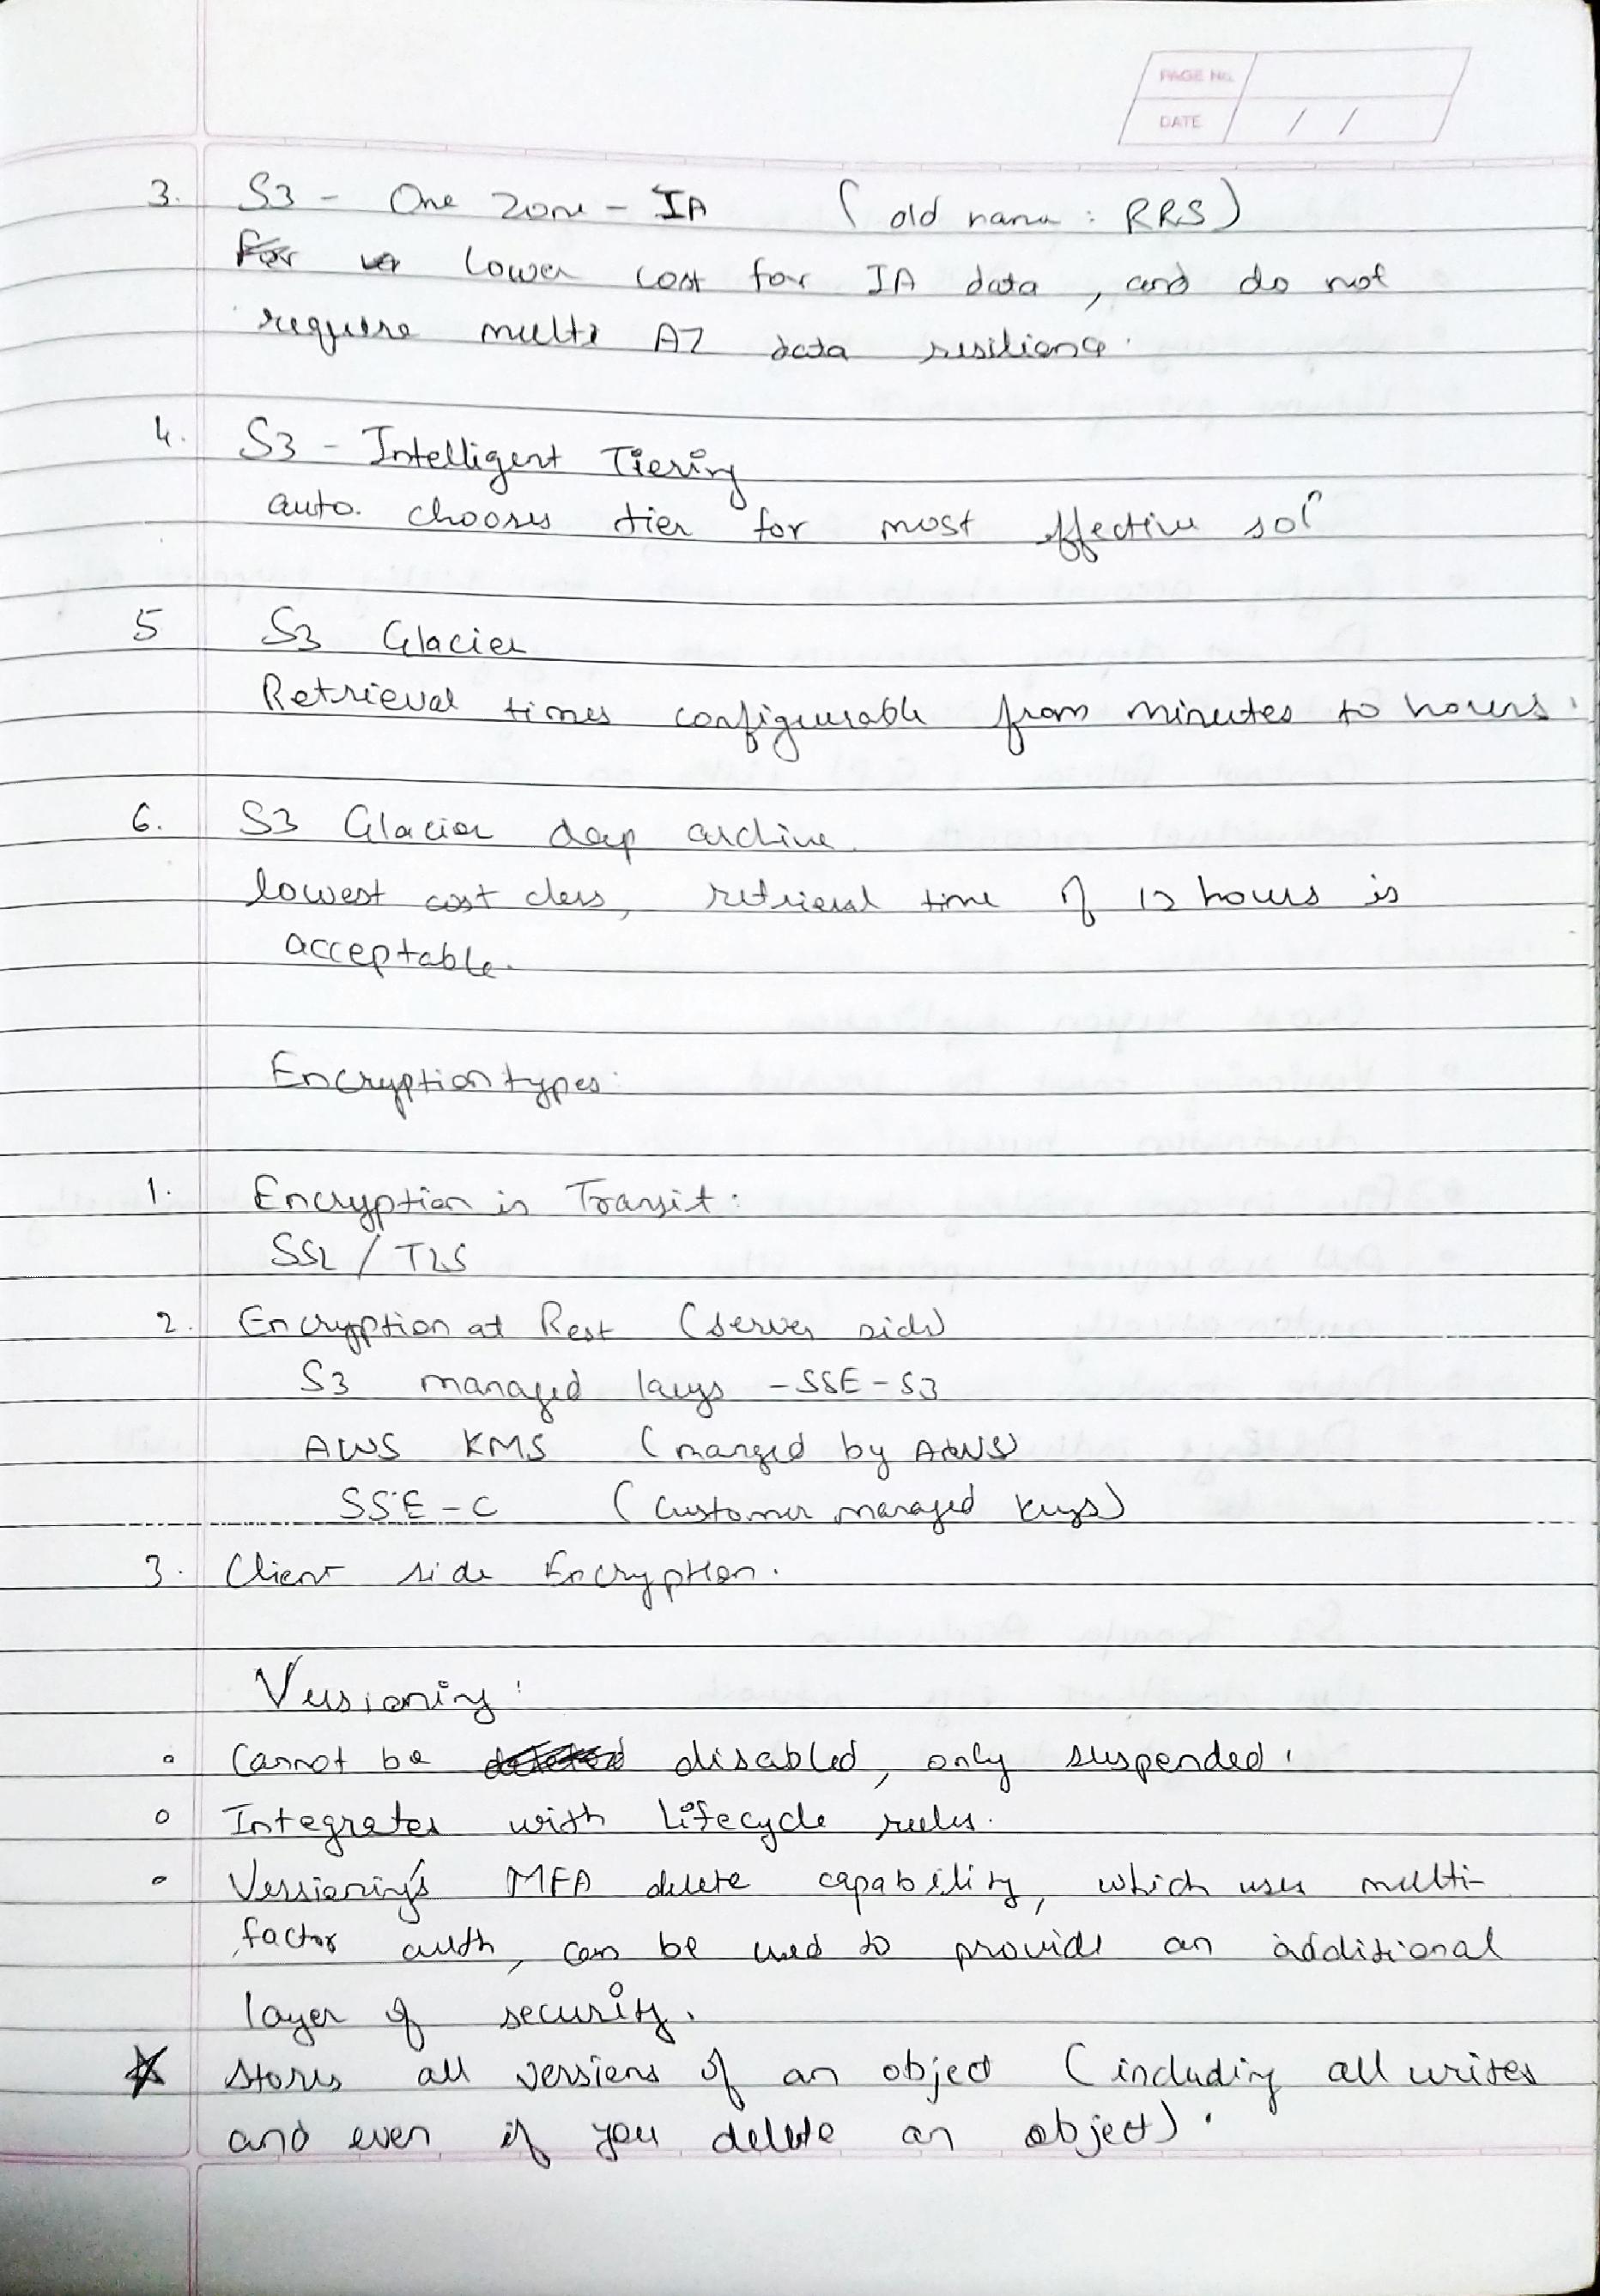 PAGE No.
DATE / /
3. S3 - One Zone - IA (old name : RRS)
For lower cost for IA data, and do not
require multi AZ data resilience.
4. S3 - Intelligent Tiering
auto. chooses tier for most effective solⁿ
5 S3 Glacier
Retrieval times configurable from minutes to hours.
6. S3 Glacier deep archive.
lowest cost class, retrieval time of 12 hours is
acceptable.
Encryption types:
1. Encryption in Transit:
SSL / TLS
2. Encryption at Rest (server side)
S3 managed keys - SSE-S3
AWS KMS (manged by AWS)
SSE-C (Customer managed keys)
3. Client side Encryption.
Versioning:
◦ Cannot be disabled, only suspended.
◦ Integrates with Lifecycle rules.
◦ Versioning's MFA delete capability, which uses multi-
factor auth, can be used to provide an additional
layer of security.
☆ stores all versions of an object (including all writes
and even if you delete an object).